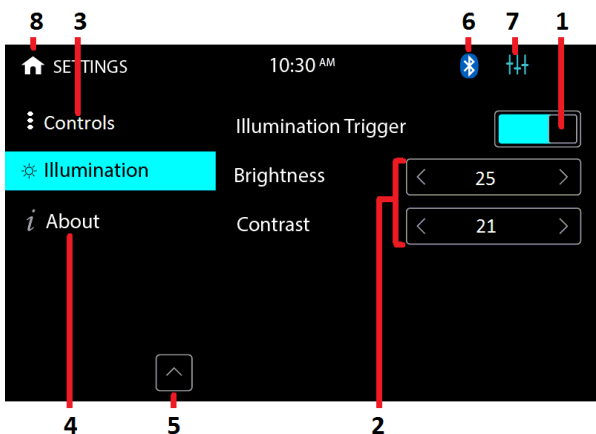 8 3 6 7 1
SETTINGS 10:30 AM
Controls Illumination Trigger
Illumination Brightness 25
i About Contrast 21
4 5 2